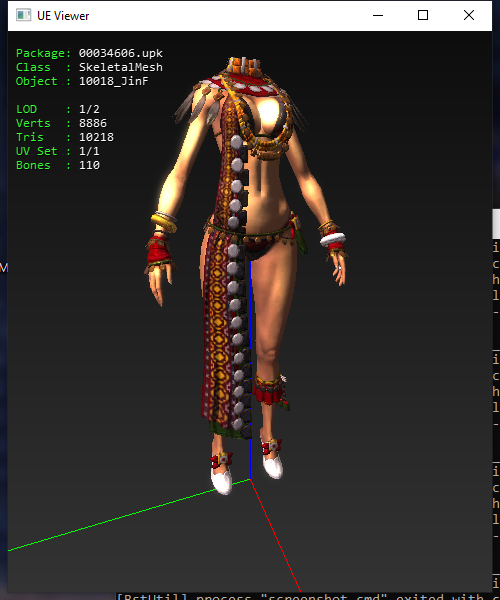 UE Viewer
Package: 00034606.upk
Class : SkeletalMesh
Object : 10018_JinF
LOD : 1/2
Verts : 8886
Tris : 10218
UV Set : 1/1
Bones : 110
M
i
c
h
l
-
i
c
h
l
-
i
c
h
l
-
i
[RstUtil] process "screenshot.cmd" exited with c